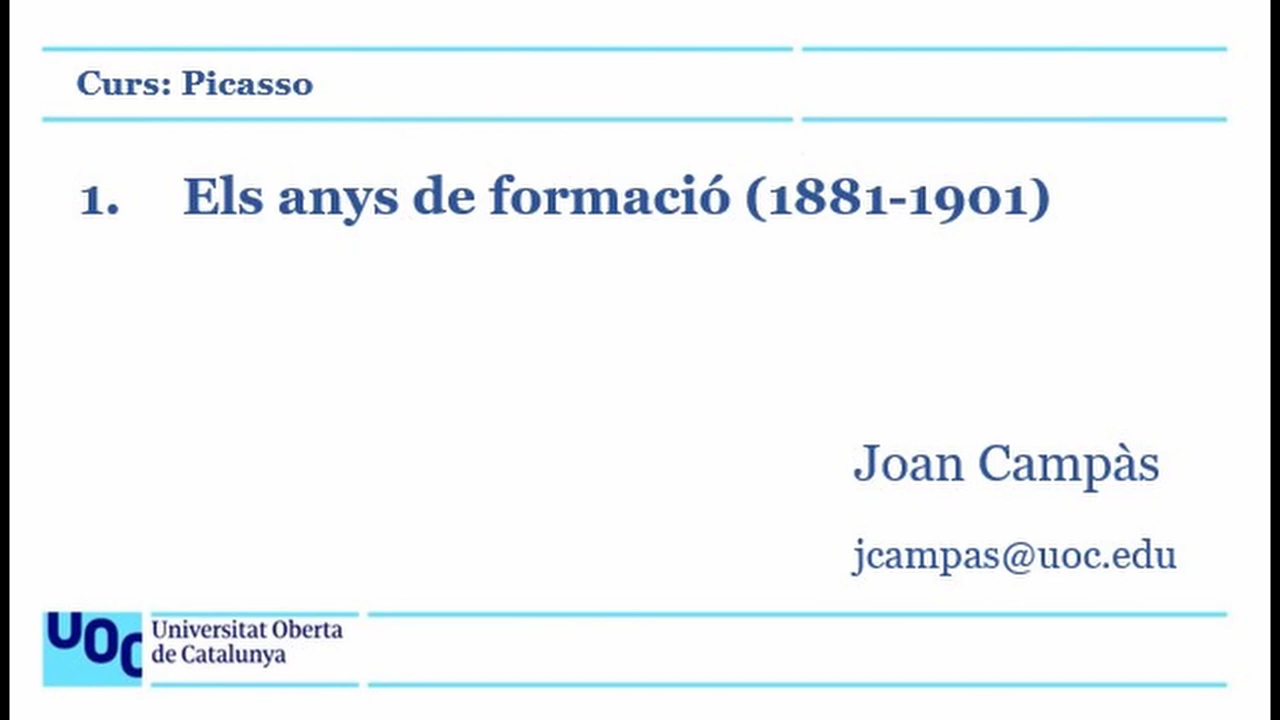 Curs: Picasso
1. Els anys de formació (1881-1901)
Joan Campàs
jcampas@uoc.edu
UOC
Universitat Oberta
de Catalunya